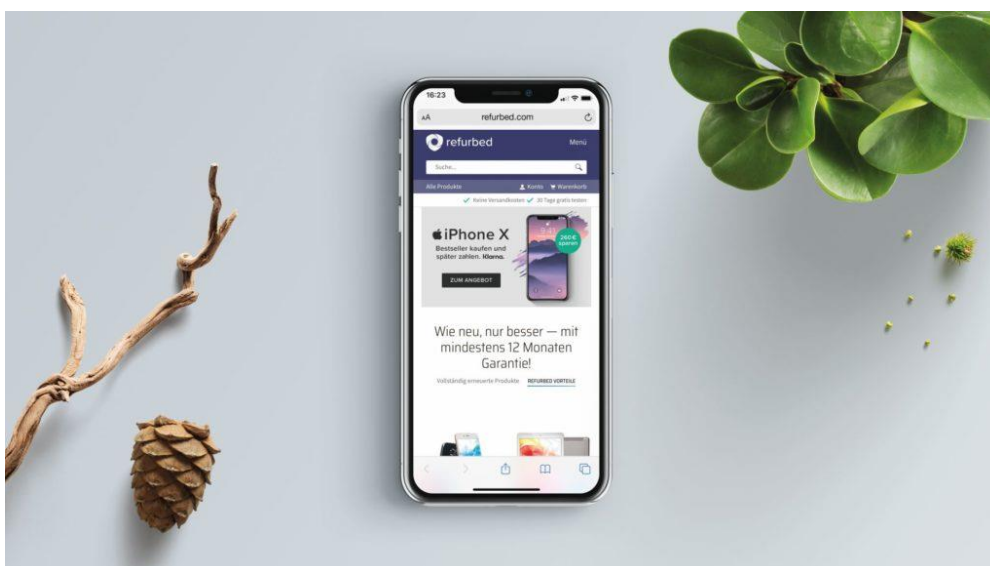 16:23
AA refurbed.com
refurbed Menü
Suche...
Alle Produkte Konto Warenkorb
Keine Versandkosten 30 Tage gratis testen
iPhone X
Bestseller kaufen und
später zahlen. Klarna.
260 €
sparen
ZUM ANGEBOT
Wie neu, nur besser — mit
mindestens 12 Monaten
Garantie!
Vollständig erneuerte Produkte REFURBED VORTEILE